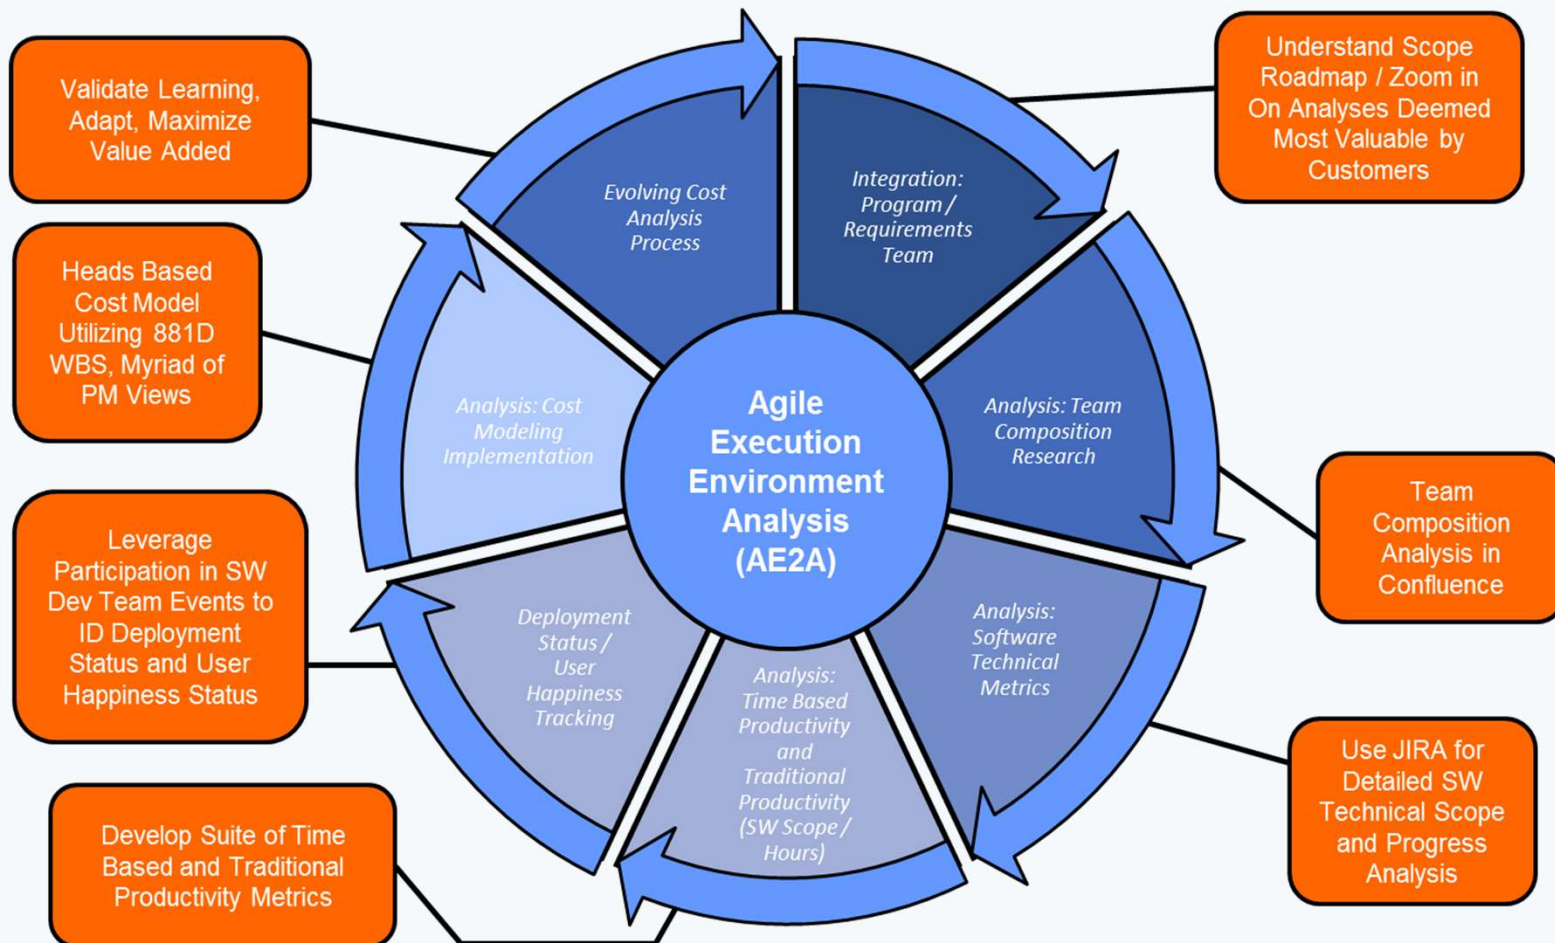 Validate Learning,
Adapt, Maximize
Value Added
Understand Scope
Roadmap / Zoom in
On Analyses Deemed
Most Valuable by
Customers
Evolving Cost
Analysis
Process
Integration:
Program /
Requirements
Team
Heads Based
Cost Model
Utilizing 881D
WBS, Myriad of
PM Views
Analysis: Cost
Modeling
Implementation
Agile
Execution
Environment
Analysis
(AE2A)
Analysis: Team
Composition
Research
Team
Composition
Analysis in
Confluence
Leverage
Participation in SW
Dev Team Events to
ID Deployment
Status and User
Happiness Status
Deployment
Status /
User
Happiness
Tracking
Analysis:
Time Based
Productivity
and
Traditional
Productivity
(SW Scope /
Hours)
Analysis:
Software
Technical
Metrics
Use JIRA for
Detailed SW
Technical Scope
and Progress
Analysis
Develop Suite of Time
Based and Traditional
Productivity Metrics